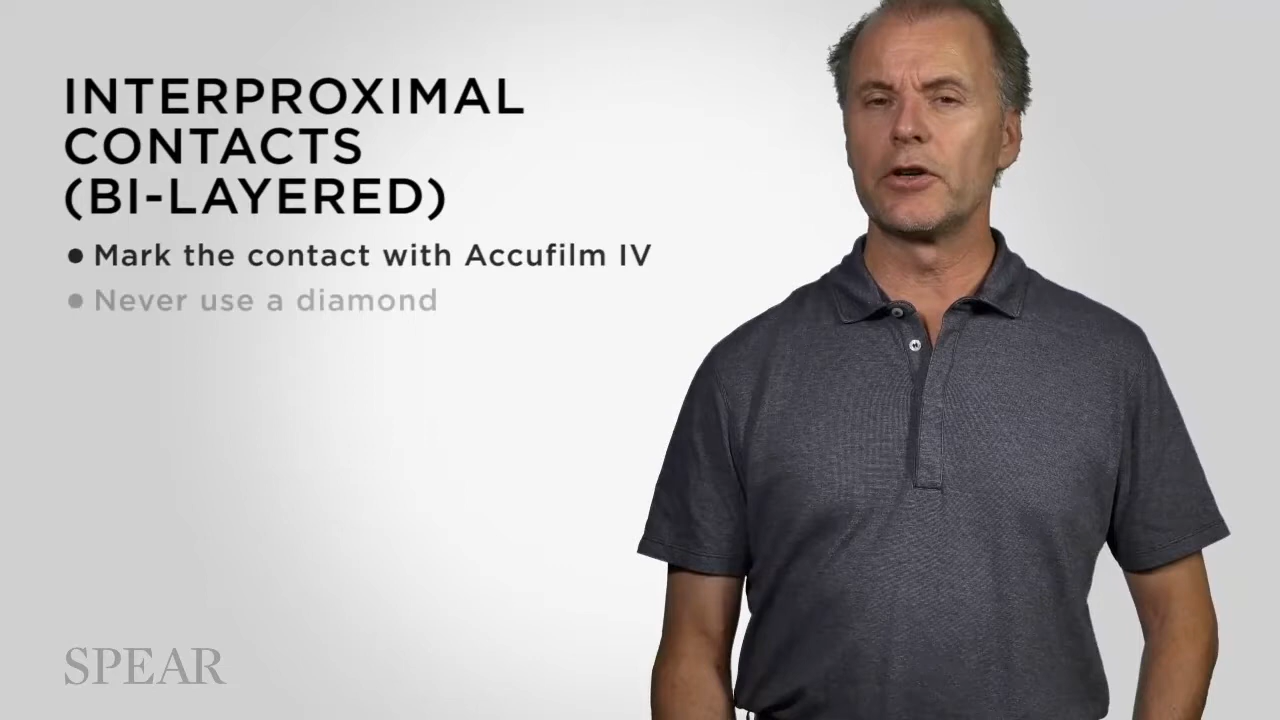 INTERPROXIMAL
CONTACTS
(BI-LAYERED)
• Mark the contact with Accufilm IV
• Never use a diamond
SPEAR